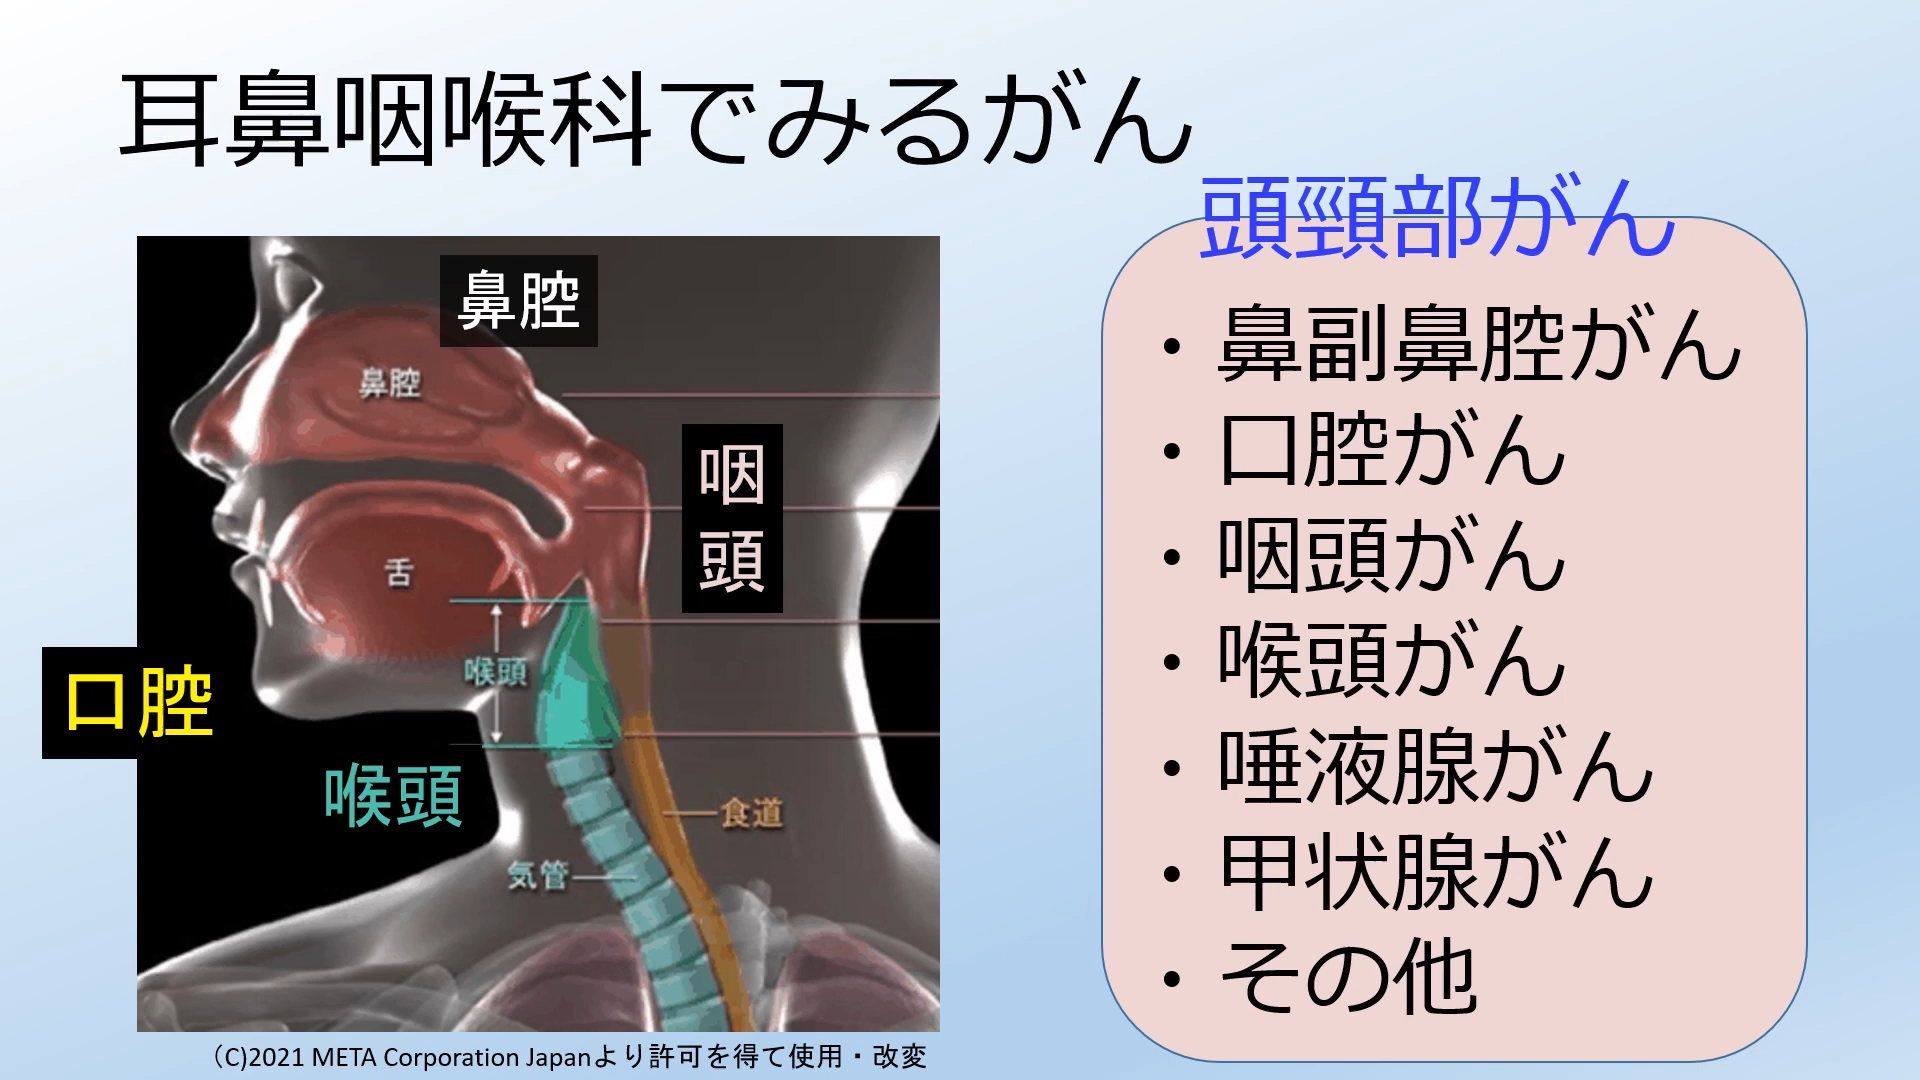 耳鼻咽喉科でみるがん
頭頸部がん
鼻腔
鼻腔
咽
頭
舌
喉頭
口腔
喉頭
食道
気管
・鼻副鼻腔がん
・口腔がん
・咽頭がん
・喉頭がん
・唾液腺がん
・甲状腺がん
・その他
（C)2021 META Corporation Japanより許可を得て使用・改変